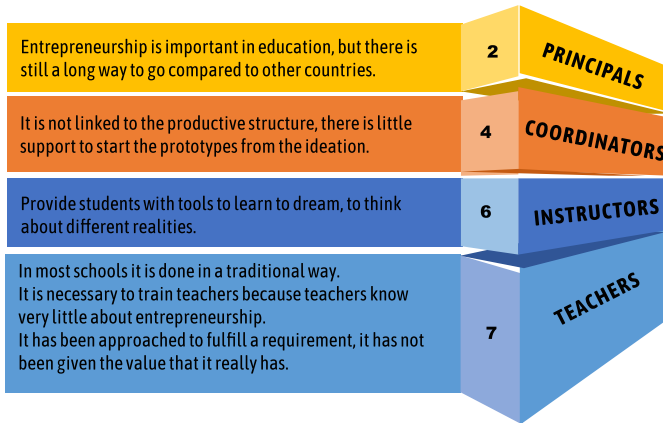 Entrepreneurship is important in education, but there is
still a long way to go compared to other countries.
2
PRINCIPALS
It is not linked to the productive structure, there is little
support to start the prototypes from the ideation.
4
COORDINATORS
Provide students with tools to learn to dream, to think
about different realities.
6
INSTRUCTORS
In most schools it is done in a traditional way.
It is necessary to train teachers because teachers know
very little about entrepreneurship.
It has been approached to fulfill a requirement, it has not
been given the value that it really has.
7
TEACHERS